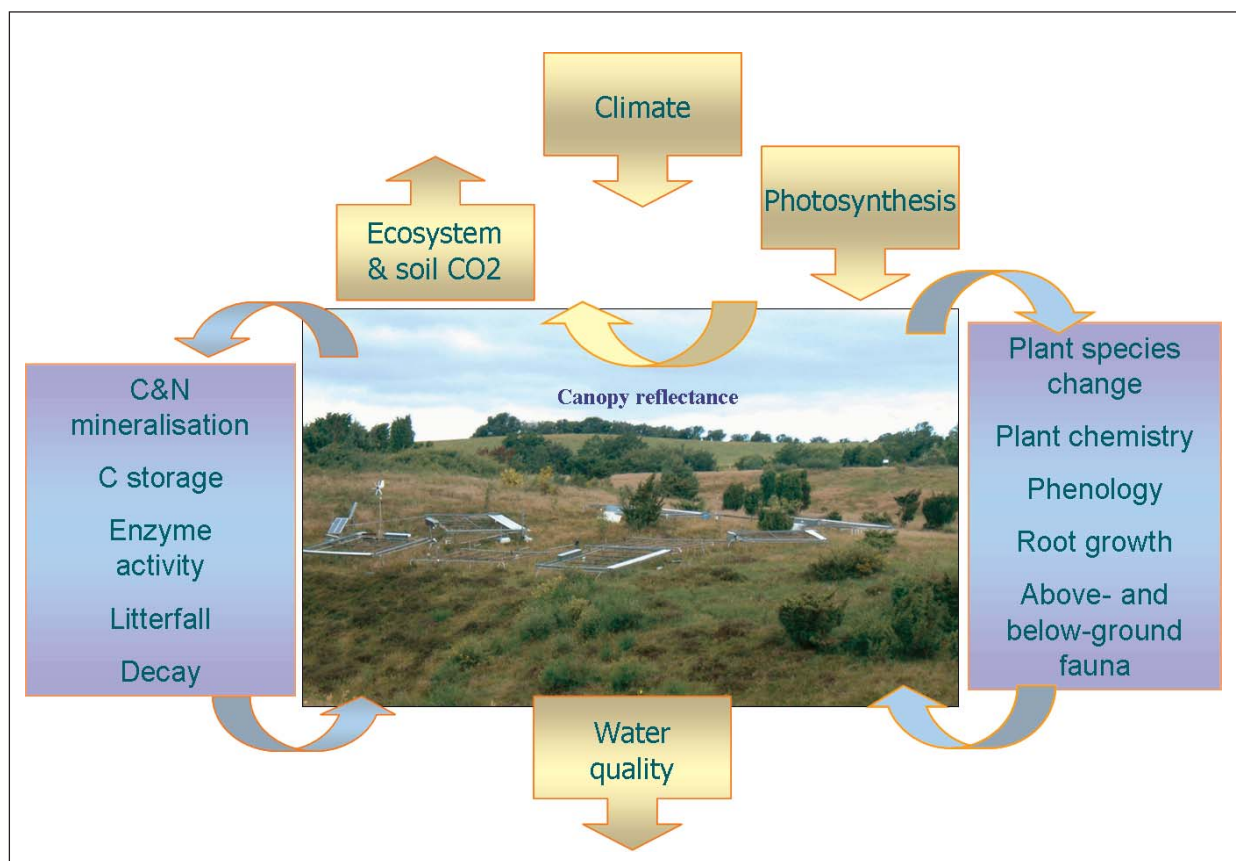 Climate
Photosynthesis
Ecosystem
& soil CO2
Canopy reflectance
C&N
mineralisation
C storage
Enzyme
activity
Litterfall
Decay
Plant species
change
Plant chemistry
Phenology
Root growth
Above- and
below-ground
fauna
Water
quality